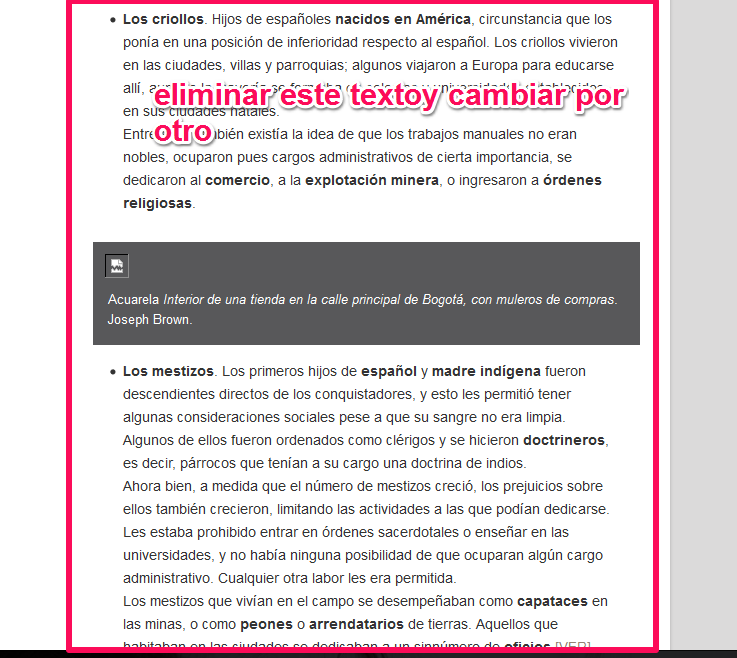 Los criollos. Hijos de españoles nacidos en América, circunstancia que los
ponía en una posición de inferioridad respecto al español. Los criollos vivieron
en las ciudades, villas y parroquias; algunos viajaron a Europa para educarse
allí,
eliminar este textoy cambiar por
en sus ciudades natales.
otro
Entre existía la idea de que los trabajos manuales no eran
nobles, ocuparon pues cargos administrativos de cierta importancia, se
dedicaron al comercio, a la explotación minera, o ingresaron a órdenes
religiosas.
Acuarela Interior de una tienda en la calle principal de Bogotá, con muleros de compras.
Joseph Brown.
Los mestizos. Los primeros hijos de español y madre indígena fueron
descendientes directos de los conquistadores, y esto les permitió tener
algunas consideraciones sociales pese a que su sangre no era limpia.
Algunos de ellos fueron ordenados como clérigos y se hicieron doctrineros,
es decir, párrocos que tenían a su cargo una doctrina de indios.
Ahora bien, a medida que el número de mestizos creció, los prejuicios sobre
ellos también crecieron, limitando las actividades a las que podían dedicarse.
Les estaba prohibido entrar en órdenes sacerdotales o enseñar en las
universidades, y no había ninguna posibilidad de que ocuparan algún cargo
administrativo. Cualquier otra labor les era permitida.
Los mestizos que vivían en el campo se desempeñaban como capataces en
las minas, o como peones o arrendatarios de tierras. Aquellos que
habitaban en las ciudades se dedicaban a un sinnúmero de oficios [VER]